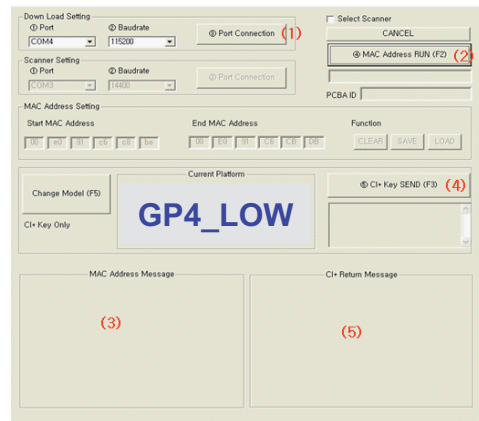 Down Load Setting
① Port ② Baudrate
COM4 115200
③ Port Connection (1)
Select Scanner
CANCEL
④ MAC Address RUN (F2) (2)
Scanner Setting
① Port ② Baudrate
COM3 14400
③ Port Connection
PCBA ID
MAC Address Setting
Start MAC Address End MAC Address Function
00 e0 91 c6 c8 be 00 E0 91 C6 CB DB CLEAR SAVE LOAD
Change Model (F5)
CI+ Key Only
Current Platform
GP4_LOW
⑤ CI+ Key SEND (F3) (4)
MAC Address Message CI+ Return Message
(3) (5)